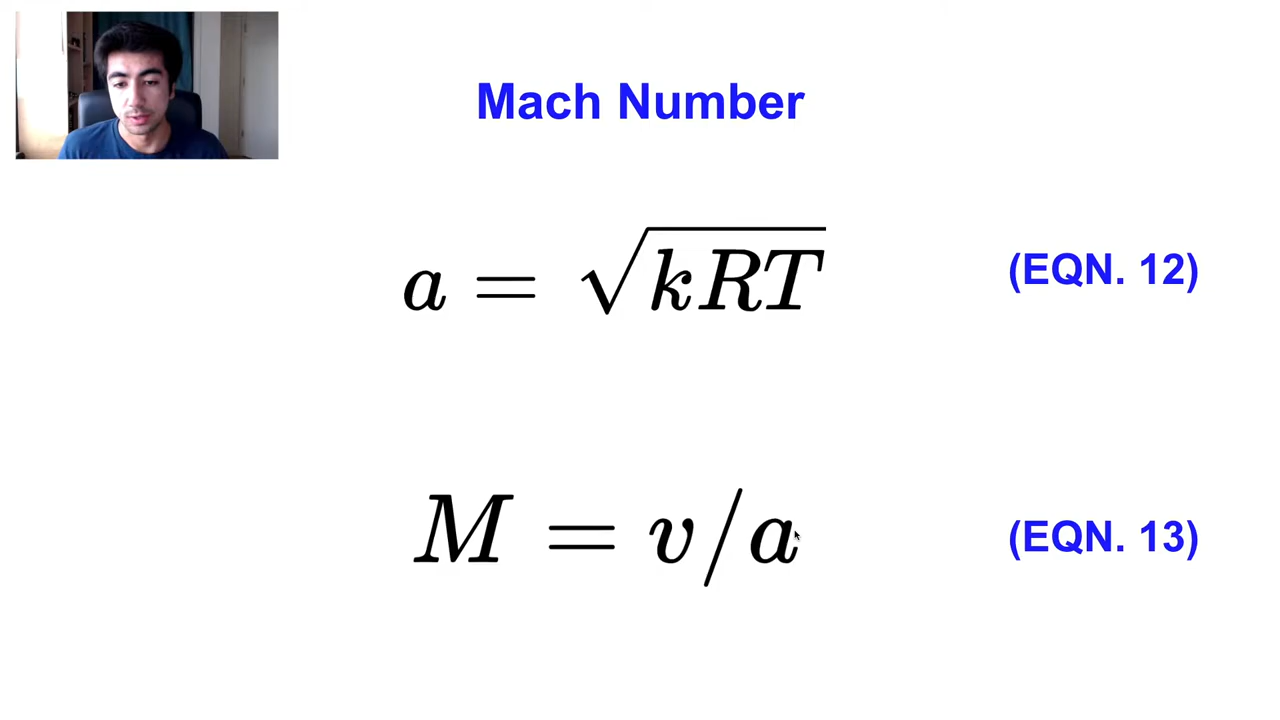 Mach Number
a = √kRT
(EQN. 12)
M = v/a
(EQN. 13)